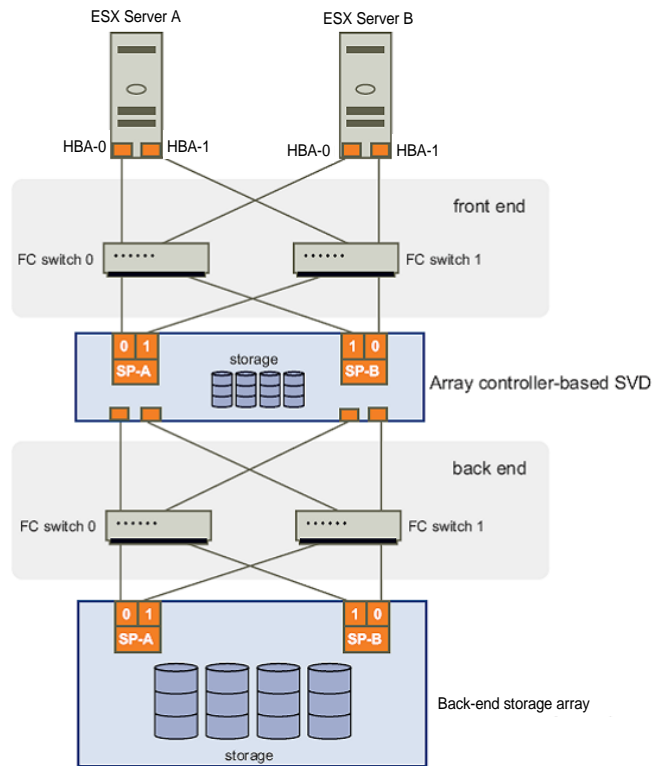 ESX Server A
ESX Server B
HBA-0
HBA-1
HBA-0
HBA-1
front end
FC switch 0
FC switch 1
0 1
SP-A
storage
1 0
SP-B
Array controller-based SVD
back end
FC switch 0
FC switch 1
0 1
SP-A
1 0
SP-B
Back-end storage array
storage